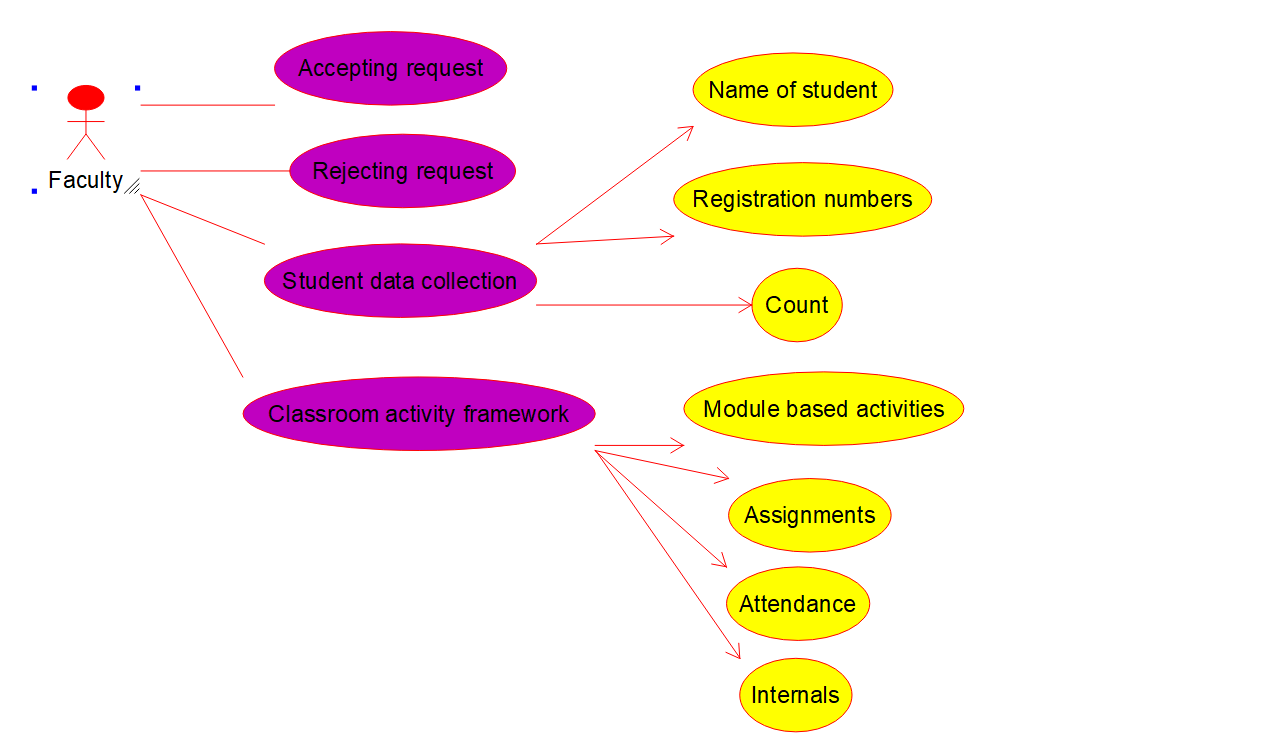 Accepting request
Name of student
Faculty
Rejecting request
Registration numbers
Student data collection
Count
Classroom activity framework
Module based activities
Assignments
Attendance
Internals